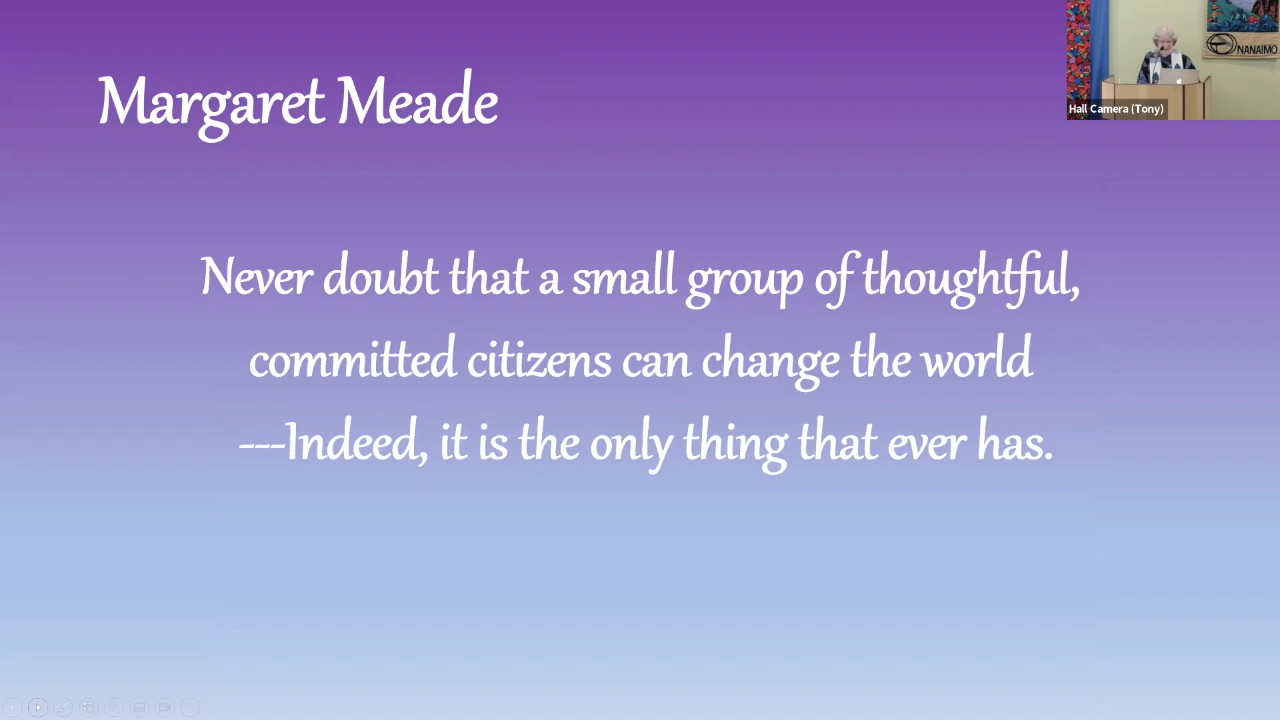 Margaret Meade
NANAIMO
Hall Camera (Tony)
Never doubt that a small group of thoughtful,
committed citizens can change the world
---Indeed, it is the only thing that ever has.